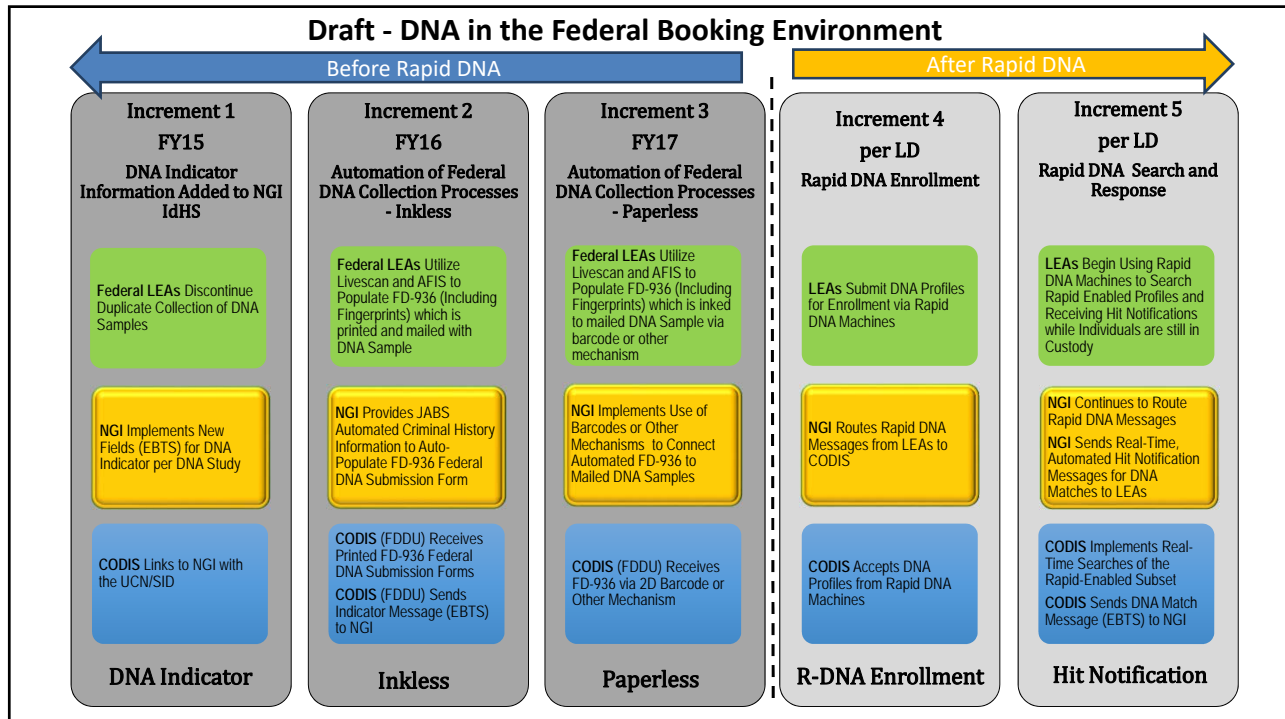 Draft - DNA in the Federal Booking Environment
Before Rapid DNA
After Rapid DNA
Increment 1
FY15
DNA Indicator
Information Added to NGI
IdHS
Federal LEAs Discontinue
Duplicate Collection of DNA
Samples
NGI Implements New
Fields (EBTS) for DNA
Indicator per DNA Study
CODIS Links to NGI with
the UCN/SID
DNA Indicator
Increment 2
FY16
Automation of Federal
DNA Collection Processes
- Inkless
Federal LEAs Utilize
Livescan and AFIS to
Populate FD-936 (Including
Fingerprints) which is
printed and mailed with
DNA Sample
NGI Provides JABS
Automated Criminal History
Information to Auto-
Populate FD-936 Federal
DNA Submission Form
CODIS (FDDU) Receives
Printed FD-936 Federal
DNA Submission Forms
CODIS (FDDU) Sends
Indicator Message (EBTS)
to NGI
Inkless
Increment 3
FY17
Automation of Federal
DNA Collection Processes
- Paperless
Federal LEAs Utilize
Livescan and AFIS to
Populate FD-936 (Including
Fingerprints) which is inked
to mailed DNA Sample via
barcode or other
mechanism
NGI Implements Use of
Barcodes or Other
Mechanisms to Connect
Automated FD-936 to
Mailed DNA Samples
CODIS (FDDU) Receives
FD-936 via 2D Barcode or
Other Mechanism
Paperless
Increment 4
per LD
Rapid DNA Enrollment
LEAs Submit DNA Profiles
for Enrollment via Rapid
DNA Machines
NGI Routes Rapid DNA
Messages from LEAs to
CODIS
CODIS Accepts DNA
Profiles from Rapid DNA
Machines
R-DNA Enrollment
Increment 5
per LD
Rapid DNA Search and
Response
LEAs Begin Using Rapid
DNA Machines to Search
Rapid Enabled Profiles and
Receiving Hit Notifications
while Individuals are still in
Custody
NGI Continues to Route
Rapid DNA Messages
NGI Sends Real-Time,
Automated Hit Notification
Messages for DNA
Matches to LEAs
CODIS Implements Real-
Time Searches of the
Rapid-Enabled Subset
CODIS Sends DNA Match
Message (EBTS) to NGI
Hit Notification